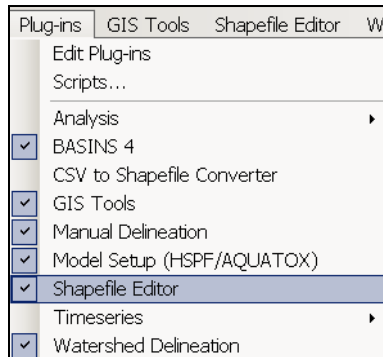 Plug-ins GIS Tools Shapefile Editor W
Edit Plug-ins
Scripts...
Analysis
BASINS 4
CSV to Shapefile Converter
GIS Tools
Manual Delineation
Model Setup (HSPF/AQUATOX)
Shapefile Editor
Timeseries
Watershed Delineation